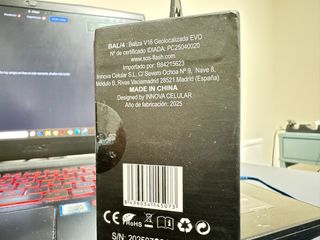 BAL/4 : Baliza V16 Geolocalizada EVO
Nº de certificado IDIADA: PC25040020
www.sos-flash.com
Importado por: B84215623
Innova Celular S.L, C/ Severo Ochoa Nº 9, Nave 8,
Módulo B, Rivas Vaciamadrid 28521 Madrid (España)
MADE IN CHINA
Designed by INNOVA CELULAR
Año de fabricación: 2025
8436034145073
CE RoHS